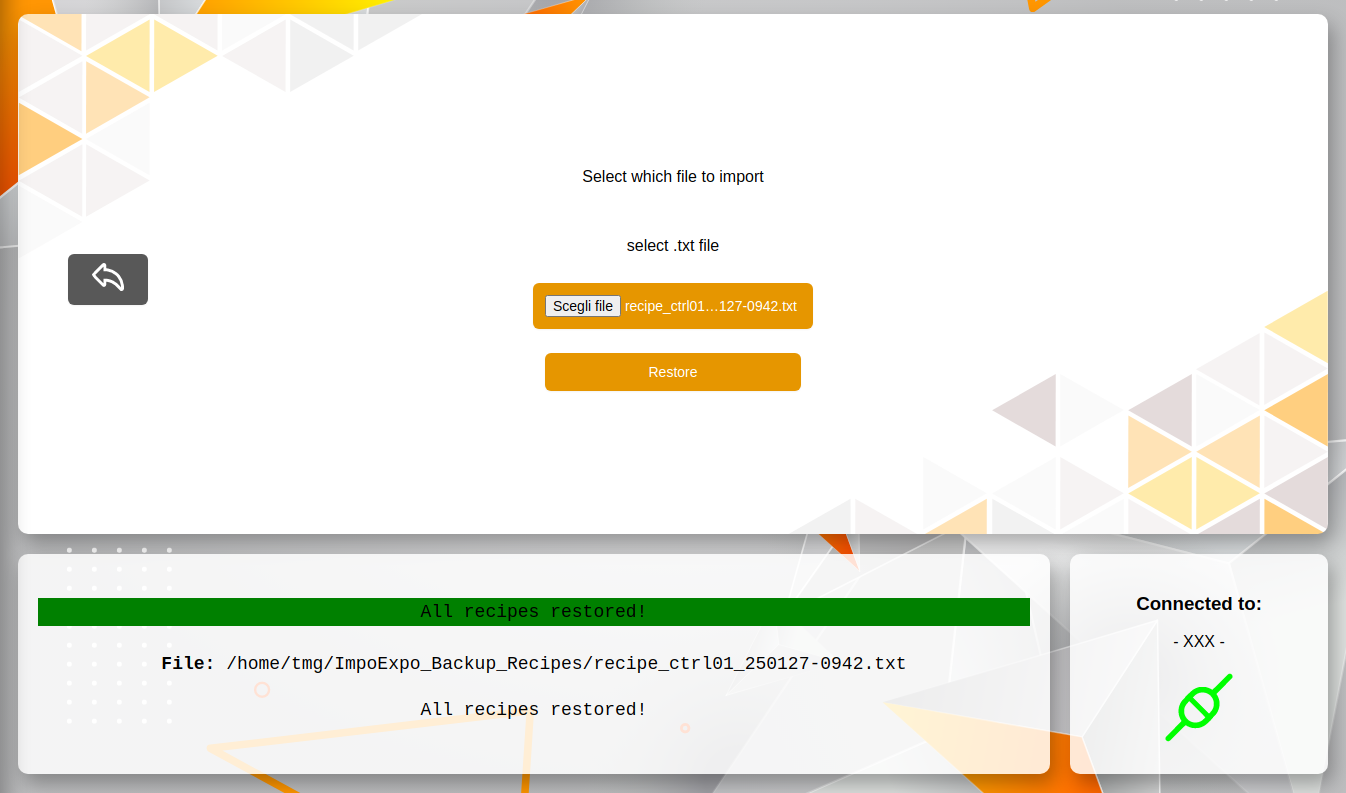 Select which file to import
select .txt file
Scegli file recipe_ctrl01…127-0942.txt
Restore
All recipes restored!
File: /home/tmg/ImpoExpo_Backup_Recipes/recipe_ctrl01_250127-0942.txt
All recipes restored!
Connected to:
- XXX -